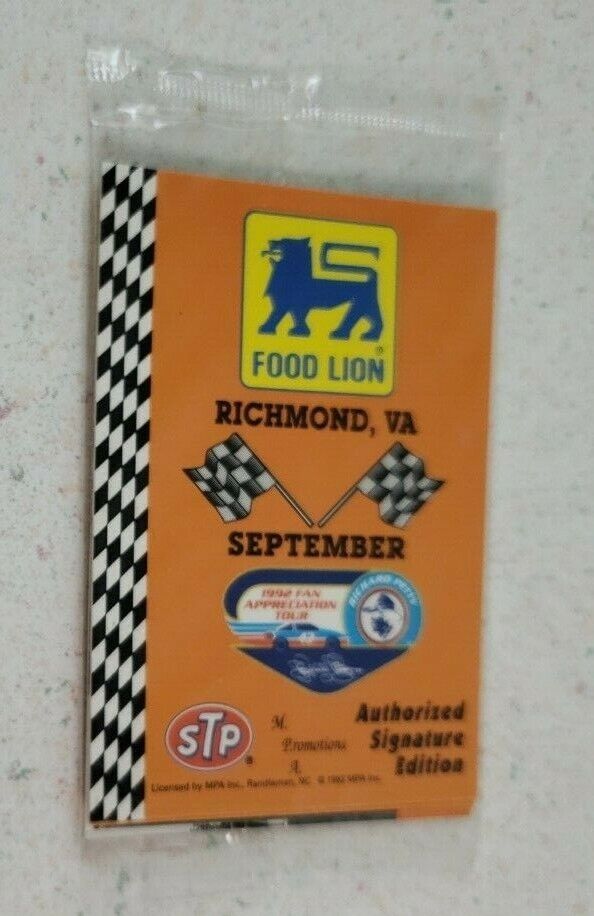 FOOD LION ®
RICHMOND, VA
SEPTEMBER
1992 FAN
APPRECIATION
TOUR
RICHARD PETTY
43
STP ®
M.
Promotions
A.
Authorized
Signature
Edition
Licensed by MPA Inc., Randleman, NC © 1992 MPA Inc.